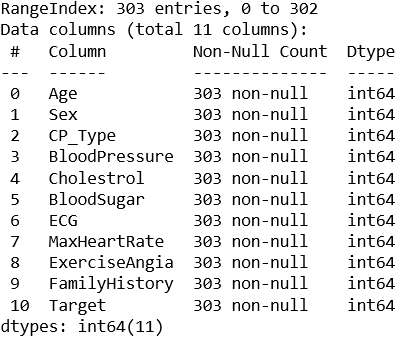 RangeIndex: 303 entries, 0 to 302
Data columns (total 11 columns):
 #   Column         Non-Null Count  Dtype
---  ------         --------------  -----
 0   Age            303 non-null    int64
 1   Sex            303 non-null    int64
 2   CP_Type        303 non-null    int64
 3   BloodPressure  303 non-null    int64
 4   Cholestrol     303 non-null    int64
 5   BloodSugar     303 non-null    int64
 6   ECG            303 non-null    int64
 7   MaxHeartRate   303 non-null    int64
 8   ExerciseAngia  303 non-null    int64
 9   FamilyHistory  303 non-null    int64
 10  Target         303 non-null    int64
dtypes: int64(11)